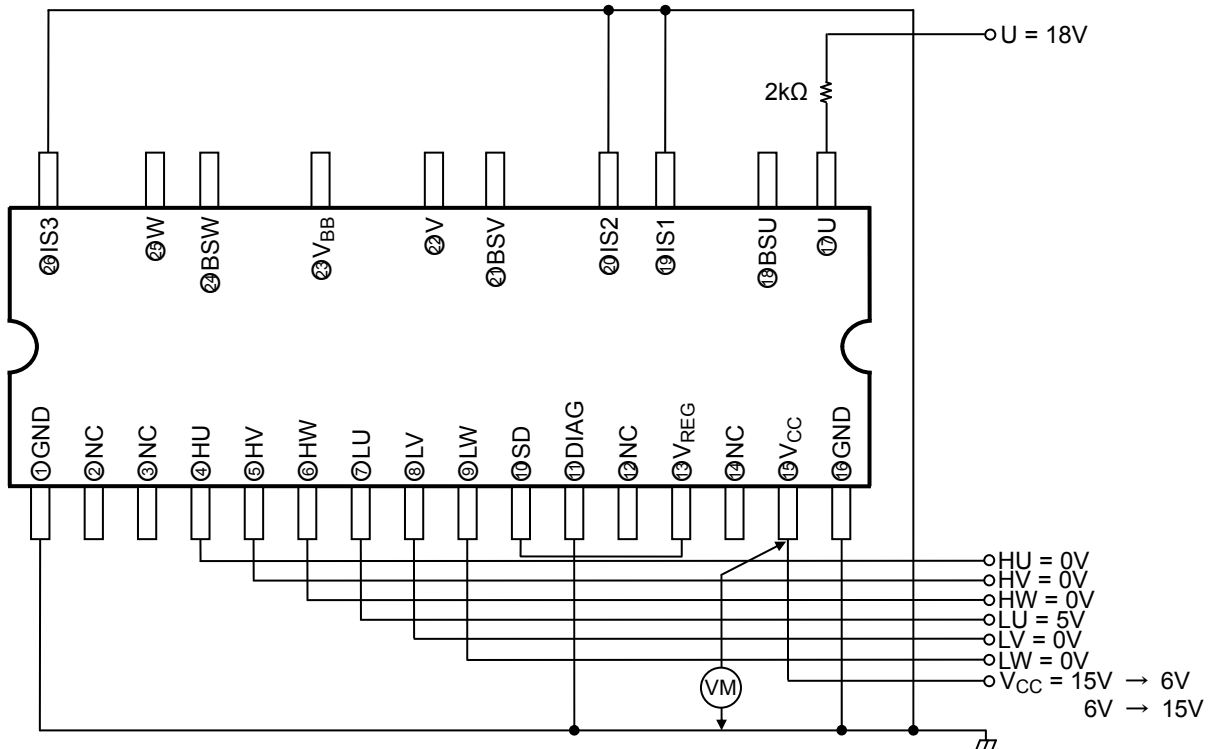 U = 18V
2kΩ
㉖IS3
㉕W
㉔BSW
㉓VBB
㉒V
㉑BSV
⑳IS2
⑲IS1
⑱BSU
⑰U
①GND
②NC
③NC
④HU
⑤HV
⑥HW
⑦LU
⑧LV
⑨LW
⑩SD
⑪DIAG
⑫NC
⑬VREG
⑭NC
⑮VCC
⑯GND
HU = 0V
HV = 0V
HW = 0V
LU = 5V
LV = 0V
LW = 0V
VM
VCC = 15V → 6V
6V → 15V